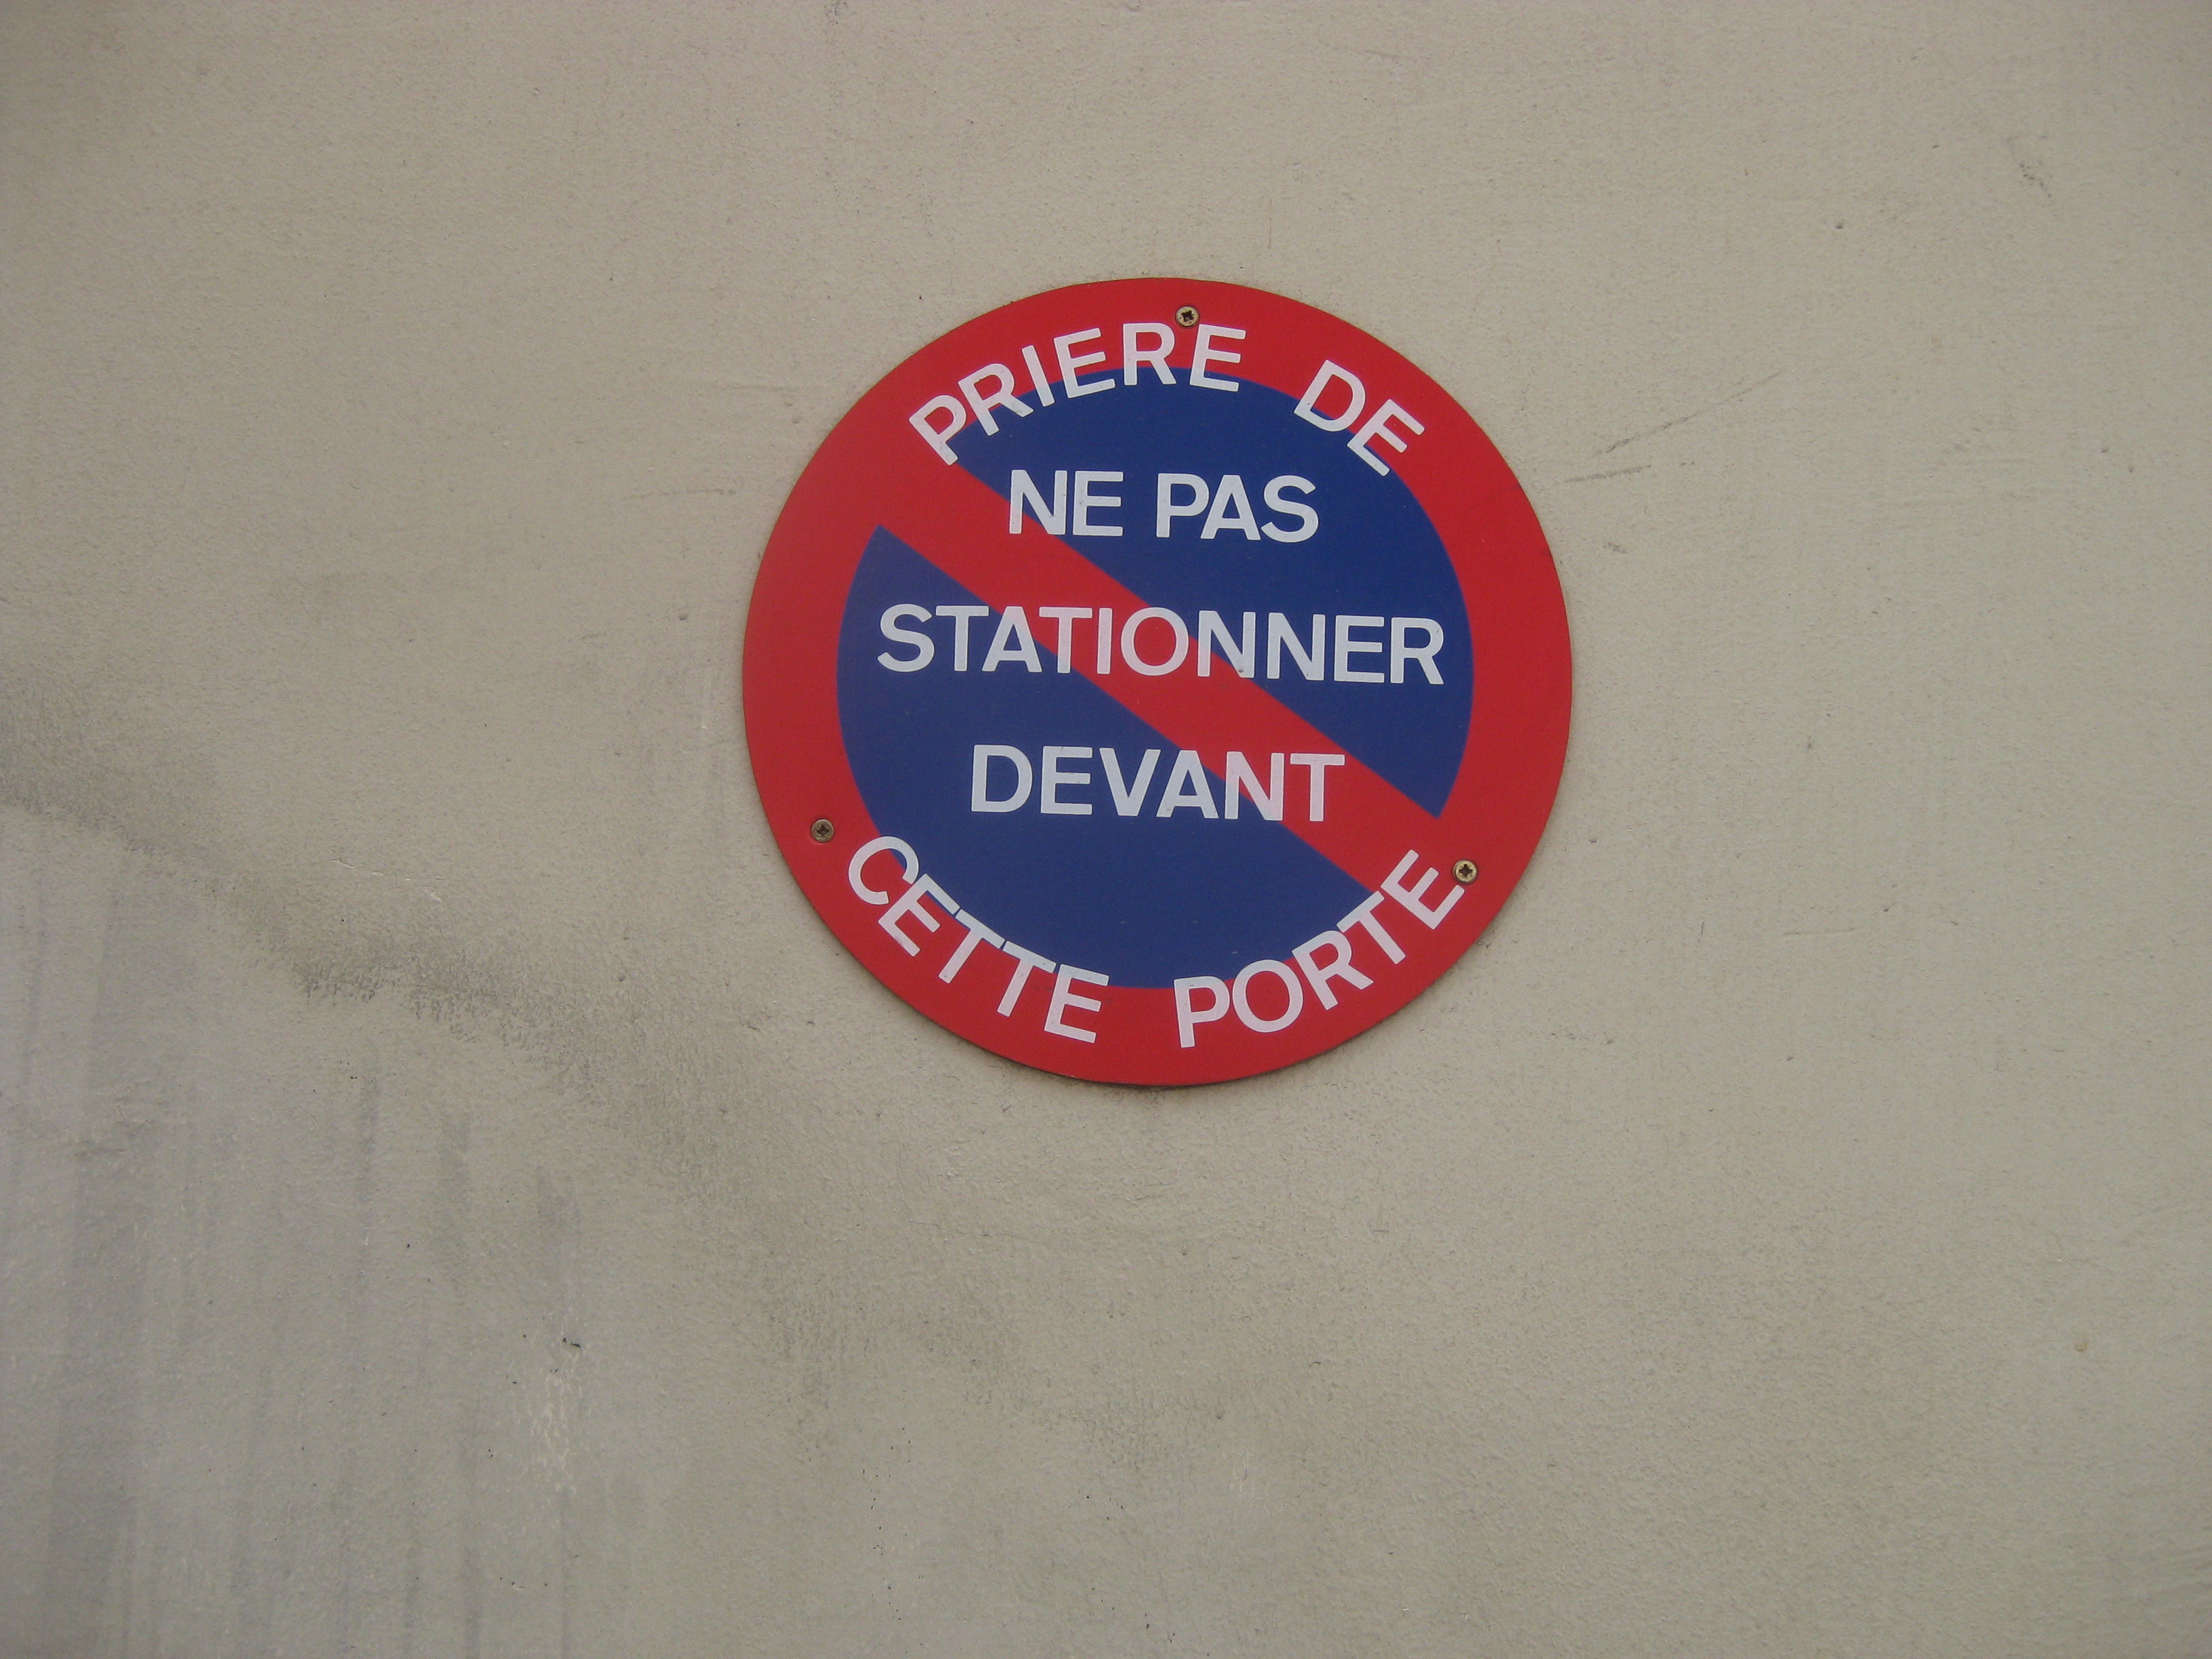 PRIERE DE
NE PAS
STATIONNER
DEVANT
CETTE PORTE